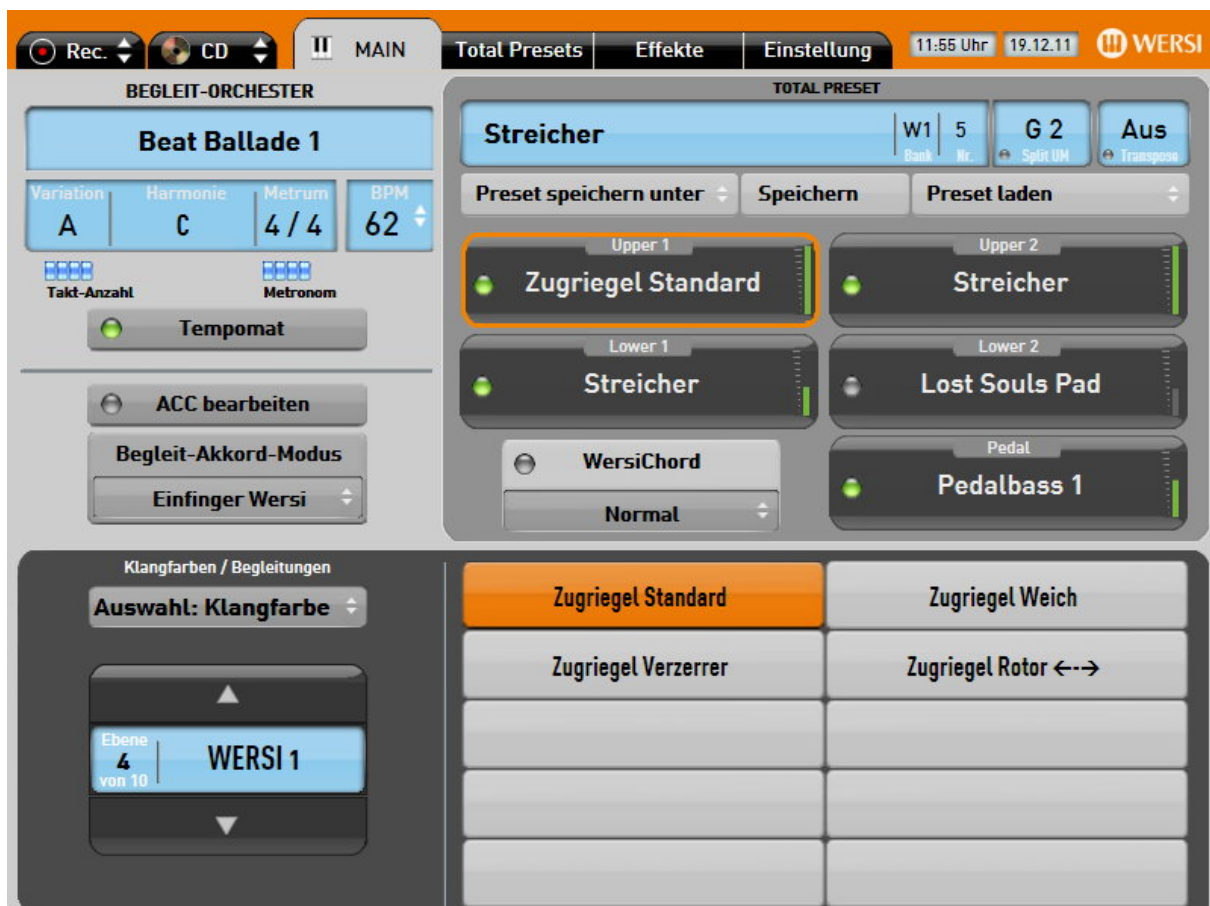 Rec.
CD
MAIN
Total Presets
Effekte
Einstellung
11:55 Uhr
19.12.11
WERSI
BEGLEIT-ORCHESTER
Beat Ballade 1
Variation
Harmonie
Metrum
BPM
A
C
4 / 4
62
Takt-Anzahl
Metronom
Tempomat
ACC bearbeiten
Begleit-Akkord-Modus
Einfinger Wersi
TOTAL PRESET
Streicher
W1
5
G 2
Aus
Bank
Nr.
Split UM
Transpose
Preset speichern unter
Speichern
Preset laden
Upper 1
Zugriegel Standard
Upper 2
Streicher
Lower 1
Streicher
Lower 2
Lost Souls Pad
WersiChord
Normal
Pedal
Pedalbass 1
Klangfarben / Begleitungen
Auswahl: Klangfarbe
Ebene
4
von 10
WERSI 1
Zugriegel Standard
Zugriegel Weich
Zugriegel Verzerrer
Zugriegel Rotor ←-→